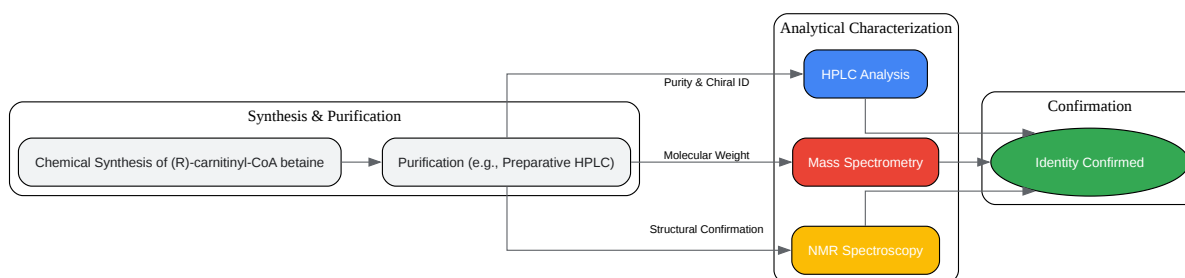 Synthesis & Purification
Chemical Synthesis of (R)-carnitinyl-CoA betaine
Purification (e.g., Preparative HPLC)
Purity & Chiral ID
Molecular Weight
Structural Confirmation
Analytical Characterization
HPLC Analysis
Mass Spectrometry
NMR Spectroscopy
Confirmation
Identity Confirmed